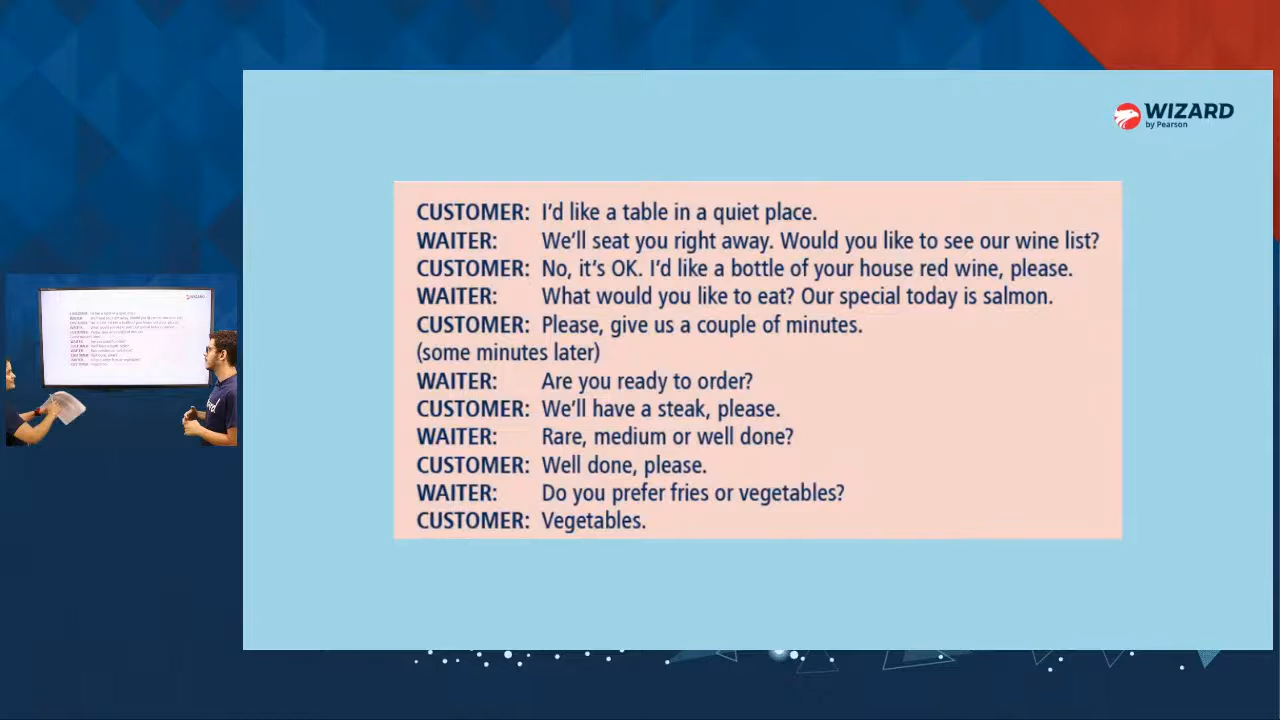 WIZARD
by Pearson
CUSTOMER: I'd like a table in a quiet place.
WAITER: We'll seat you right away. Would you like to see our wine list?
CUSTOMER: No, it's OK. I'd like a bottle of your house red wine, please.
WAITER: What would you like to eat? Our special today is salmon.
CUSTOMER: Please, give us a couple of minutes.
(some minutes later)
WAITER: Are you ready to order?
CUSTOMER: We'll have a steak, please.
WAITER: Rare, medium or well done?
CUSTOMER: Well done, please.
WAITER: Do you prefer fries or vegetables?
CUSTOMER: Vegetables.